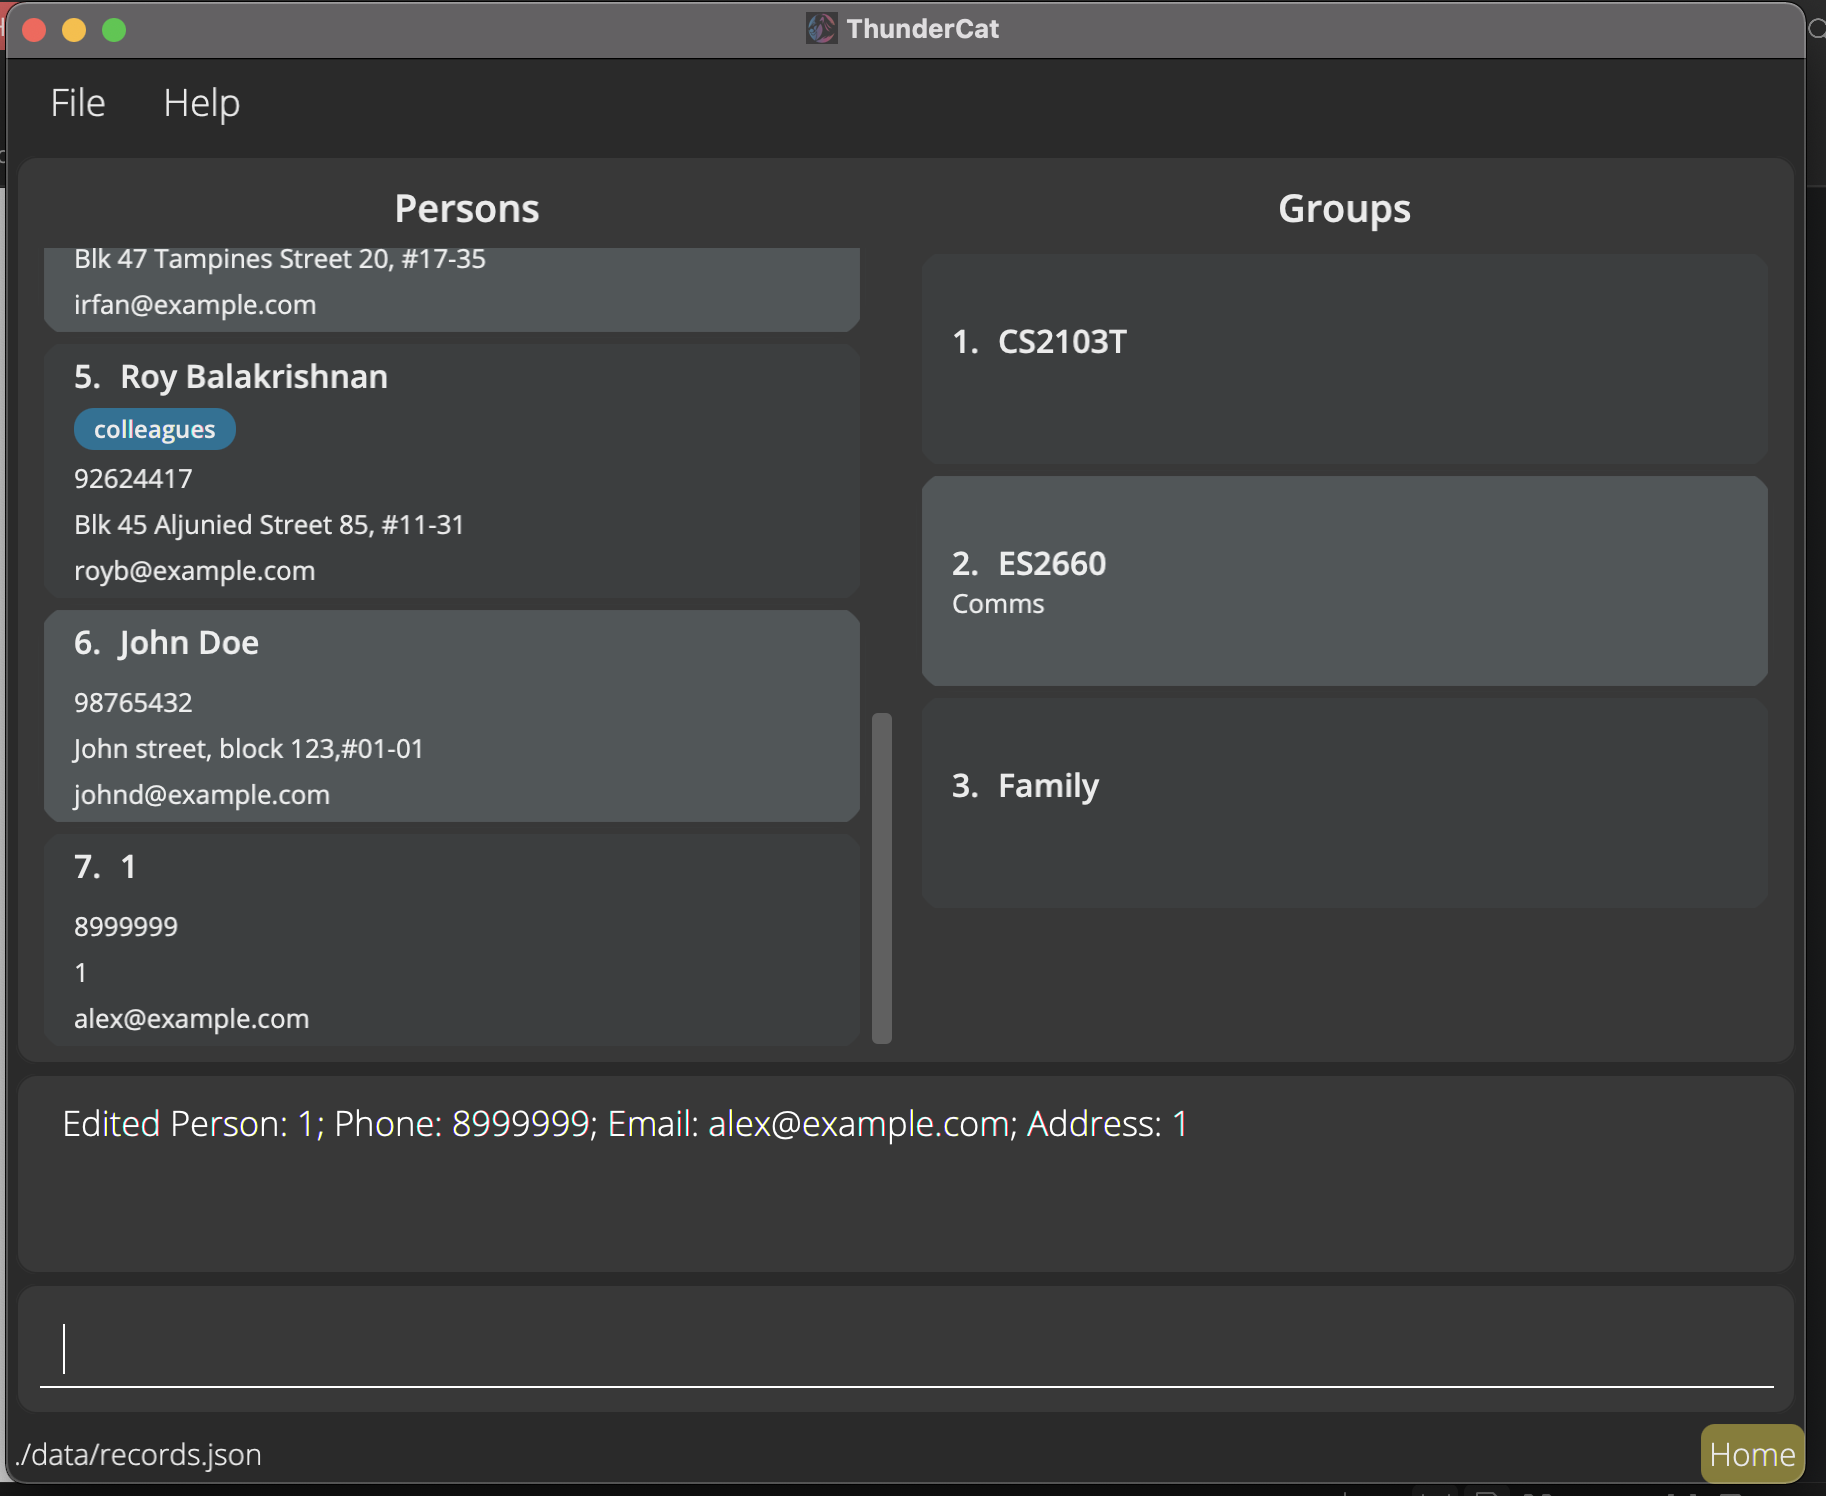 ThunderCat
File Help
Persons
Blk 47 Tampines Street 20, #17-35
irfan@example.com
5. Roy Balakrishnan
colleagues
92624417
Blk 45 Aljunied Street 85, #11-31
royb@example.com
6. John Doe
98765432
John street, block 123,#01-01
johnd@example.com
7. 1
8999999
1
alex@example.com
Groups
1. CS2103T
2. ES2660
Comms
3. Family
Edited Person: 1; Phone: 8999999; Email: alex@example.com; Address: 1
./data/records.json
Home